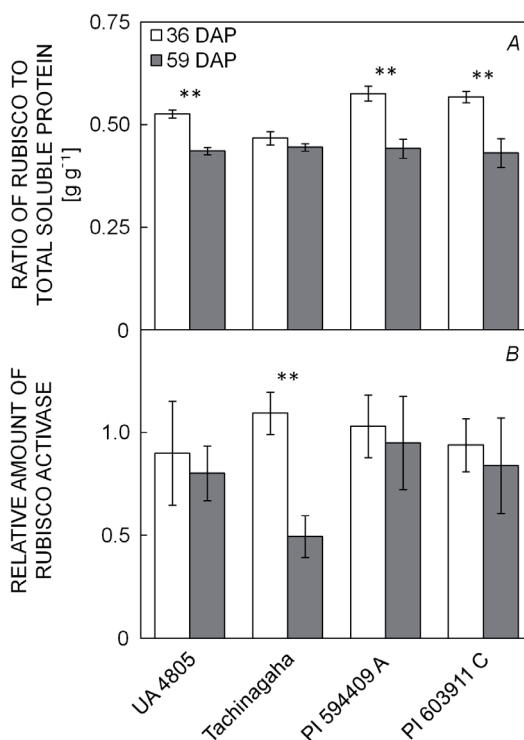 0.75
36 DAP
59 DAP
A
**
**
**
0.50
0.25
0
RATIO OF RUBISCO TO
TOTAL SOLUBLE PROTEIN
[g g⁻¹]
B
**
1.0
0.5
0
RELATIVE AMOUNT OF
RUBISCO ACTIVASE
UA 4805
Tachinagaha
PI 594409 A
PI 603911 C